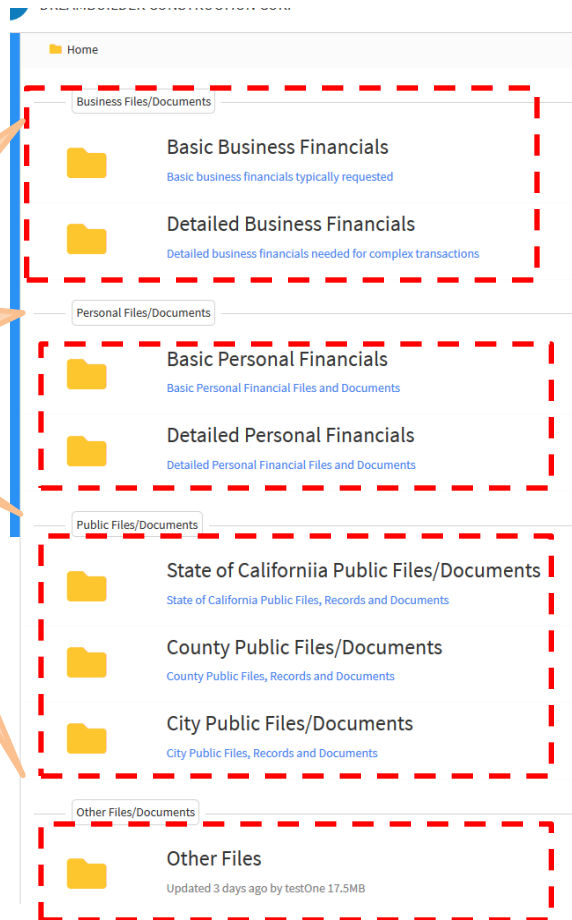 Home
Business Files/Documents
Basic Business Financials
Basic business financials typically requested
Detailed Business Financials
Detailed business financials needed for complex transactions
Personal Files/Documents
Basic Personal Financials
Basic Personal Financial Files and Documents
Detailed Personal Financials
Detailed Personal Financial Files and Documents
Public Files/Documents
State of Californiia Public Files/Documents
State of California Public Files, Records and Documents
County Public Files/Documents
County Public Files, Records and Documents
City Public Files/Documents
City Public Files, Records and Documents
Other Files/Documents
Other Files
Updated 3 days ago by testOne 17.5MB